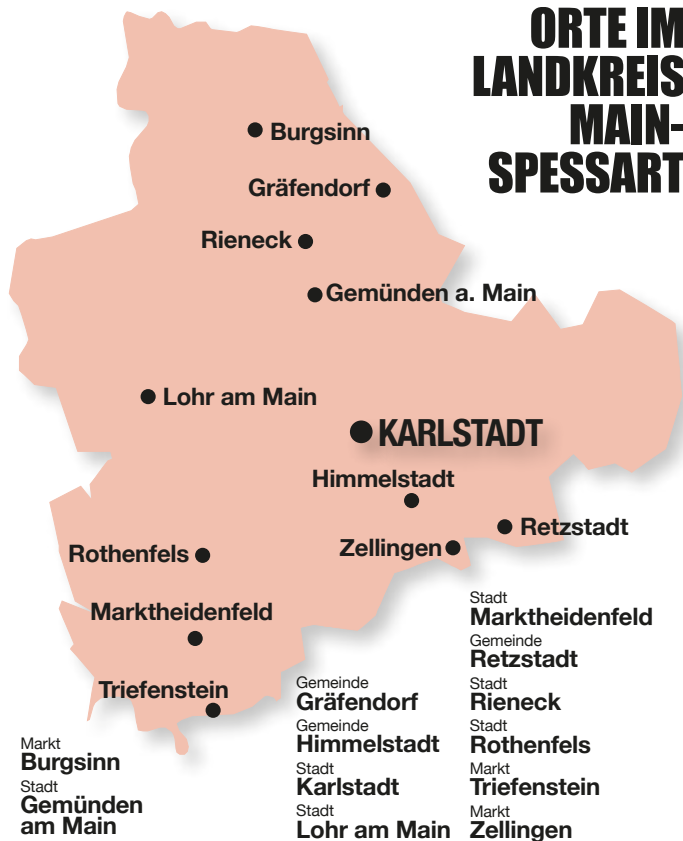 ORTE IM
LANDKREIS
MAIN-
SPESSART
Burgsinn
Gräfendorf
Rieneck
Gemünden a. Main
Lohr am Main
KARLSTADT
Himmelstadt
Retzstadt
Zellingen
Rothenfels
Marktheidenfeld
Triefenstein
Markt
Burgsinn
Stadt
Gemünden
am Main
Gemeinde
Gräfendorf
Gemeinde
Himmelstadt
Stadt
Karlstadt
Stadt
Lohr am Main
Stadt
Marktheidenfeld
Gemeinde
Retzstadt
Stadt
Rieneck
Stadt
Rothenfels
Markt
Triefenstein
Markt
Zellingen